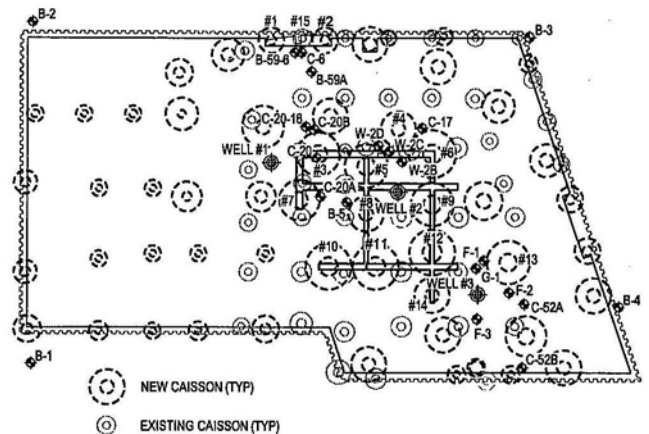 B-2
#1
#15
#2
B-3
B-59-6
C-6
B-59A
C-20-16
C-20B
#4
C-17
W-2D
W-2C
#6
WELL #1
C-20
#3
#5
W-2B
C-20A
#7
B-5
#8
WELL #2
#9
#12
#10
#11
F-1
#13
G-1
WELL #3
F-2
#14
C-52A
B-4
F-3
B-1
C-52B
NEW CAISSON (TYP)
EXISTING CAISSON (TYP)